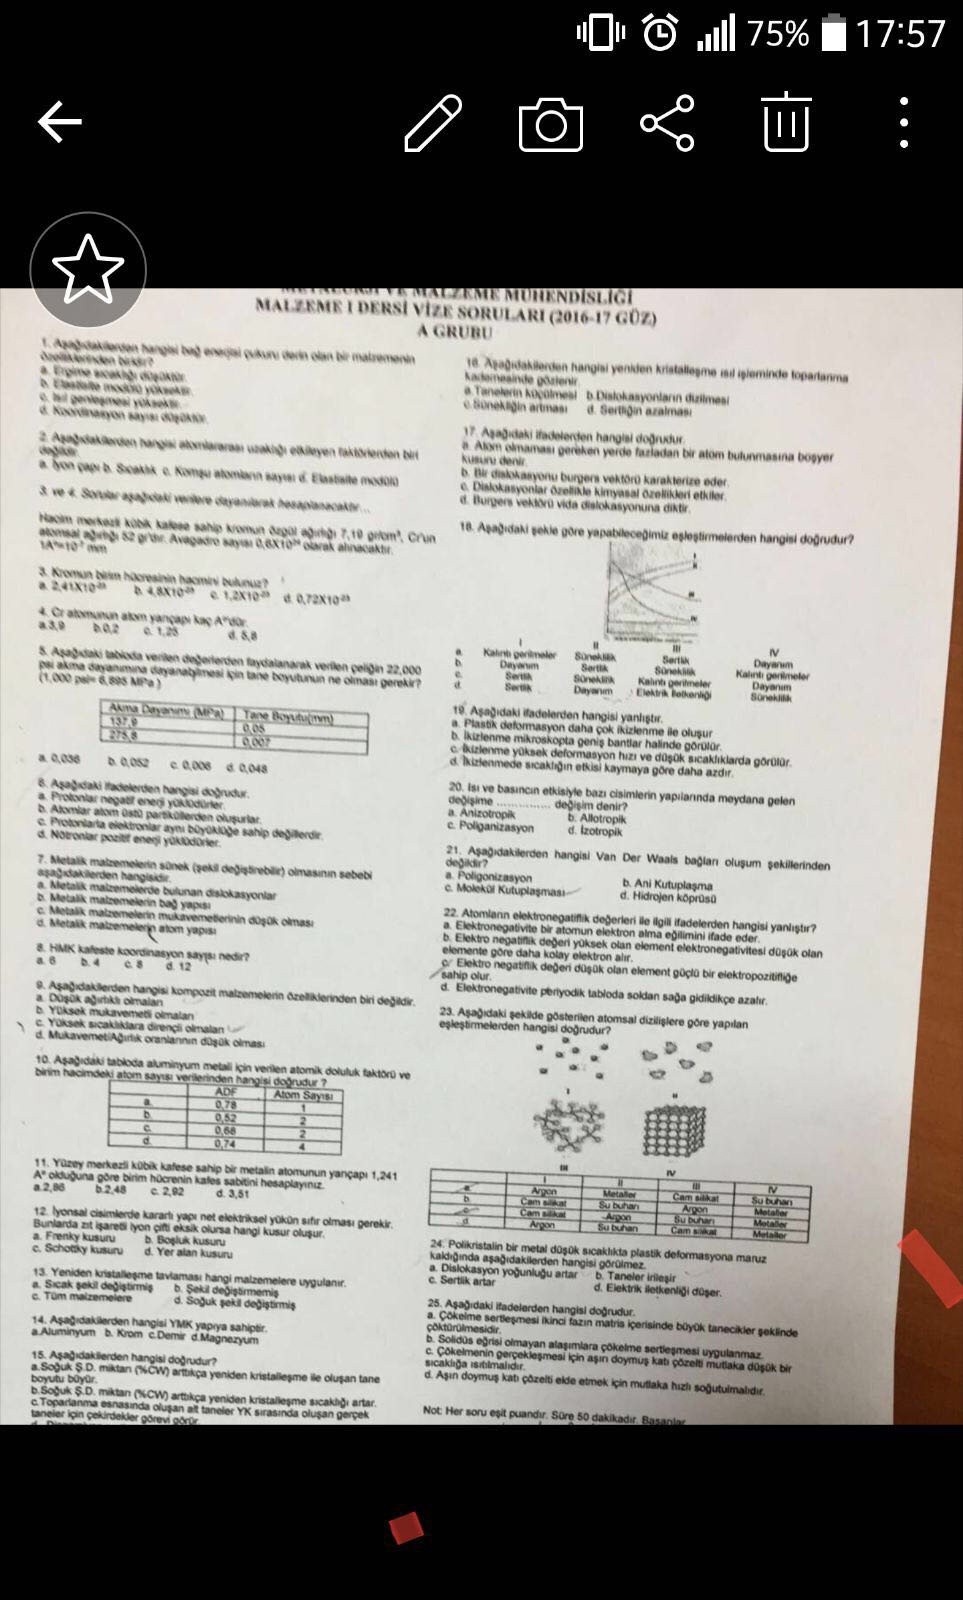 75% 17:57
METALURJİ VE MALZEME MÜHENDİSLİĞİ
MALZEME I DERSİ VİZE SORULARI (2016-17 GÜZ)
A GRUBU
1. Aşağıdakilerden hangisi bağ enerjisi çukuru derin olan bir malzemenin
özelliklerinden biridir?
a. Ergime sıcaklığı düşüktür.
b. Elastisite modülü yüksektir.
c. Isıl genleşmesi yüksektir.
d. Koordinasyon sayısı düşüktür.
2. Aşağıdakilerden hangisi atomlararası uzaklığı etkileyen faktörlerden biri
değildir.
a. İyon çapı b. Sıcaklık c. Komşu atomların sayısı d. Elastisite modülü
3. ve 4. Sorular aşağıdaki verilere dayanılarak hesaplanacaktır...
Hacim merkezli kübik kafese sahip kromun özgül ağırlığı 7,19 gr/cm³, Cr'un
atomsal ağırlığı 52 gr'dır. Avagadro sayısı olarak alınacaktır.
mm
3. Kromun birim hücresinin hacmini bulunuz?
a. 2,41X10 b. 4,8X10 c. 1,2X10 d. 0,72X10
4. Cr atomunun atom yarıçapı kaç A°dür.
a.3,9 b.0,2 c. 1,25 d. 5,8
5. Aşağıdaki tabloda verilen değerlerden faydalanarak verilen çeliğin 22,000
psi akma dayanımına dayanabilmesi için tane boyutunun ne olması gerekir?
(1,000 psi= 6,895 MPa )
Akma Dayanımı (MPa) Tane Boyutu(mm)
137,9 0,05
275,8 0,007
a. 0,036 b. 0,052 c. 0,006 d. 0,048
6. Aşağıdaki ifadelerden hangisi doğrudur.
a. Protonlar negatif enerji yüklüdürler.
b. Atomlar atom üstü partiküllerden oluşurlar.
c. Protonlarla elektronlar aynı büyüklüğe sahip değillerdir.
d. Nötronlar pozitif enerji yüklüdürler.
7. Metalik malzemelerin sünek (şekil değiştirebilir) olmasının sebebi
aşağıdakilerden hangisidir.
a. Metalik malzemelerde bulunan dislokasyonlar
b. Metalik malzemelerin bağ yapısı
c. Metalik malzemelerin mukavemetlerinin düşük olması
d. Metalik malzemelerin atom yapısı
8. HMK kafeste koordinasyon sayısı nedir?
a. 6 b. 4 c. 8 d. 12
9. Aşağıdakilerden hangisi kompozit malzemelerin özelliklerinden biri değildir.
a. Düşük ağırlıklı olmaları
b. Yüksek mukavemetli olmaları
c. Yüksek sıcaklıklara dirençli olmaları
d. Mukavemet/Ağırlık oranlarının düşük olması
10. Aşağıdaki tabloda aluminyum metali için verilen atomik doluluk faktörü ve
birim hacimdeki atom sayısı verilerinden hangisi doğrudur ?
ADF Atom Sayısı
a. 0,78 1
b. 0,52 2
c. 0,68 2
d. 0,74 4
11. Yüzey merkezli kübik kafese sahip bir metalin atomunun yarıçapı 1,241
A° olduğuna göre birim hücrenin kafes sabitini hesaplayınız.
a.2,86 b.2,48 c. 2,92 d. 3,51
12. İyonsal cisimlerde kararlı yapı net elektriksel yükün sıfır olması gerekir.
Bunlarda zıt işaretli iyon çifti eksik olursa hangi kusur oluşur.
a. Frenky kusuru b. Boşluk kusuru
c. Schottky kusuru d. Yer alan kusuru
13. Yeniden kristalleşme tavlaması hangi malzemelere uygulanır.
a. Sıcak şekil değiştirmiş b. Şekil değiştirmemiş
c. Tüm malzemelere d. Soğuk şekil değiştirmiş
14. Aşağıdakilerden hangisi YMK yapıya sahiptir.
a.Aluminyum b. Krom c.Demir d.Magnezyum
15. Aşağıdakilerden hangisi doğrudur?
a.Soğuk Ş.D. miktarı (%CW) arttıkça yeniden kristalleşme ile oluşan tane
boyutu büyür.
b.Soğuk Ş.D. miktarı (%CW) arttıkça yeniden kristalleşme sıcaklığı artar.
c.Toparlanma esnasında oluşan alt taneler YK sırasında oluşan gerçek
taneler için çekirdekler görevi görür.
16. Aşağıdakilerden hangisi yeniden kristalleşme ısıl işleminde toparlanma
kademesinde gözlenir.
a.Tanelerin küçülmesi b.Dislokasyonların dizilmesi
c.Sünekliğin artması d. Sertliğin azalması
17. Aşağıdaki ifadelerden hangisi doğrudur.
a. Atom olmaması gereken yerde fazladan bir atom bulunmasına boşyer
kusuru denir.
b. Bir dislokasyonu burgers vektörü karakterize eder.
c. Dislokasyonlar özellikle kimyasal özellikleri etkiler.
d. Burgers vektörü vida dislokasyonuna diktir.
18. Aşağıdaki şekle göre yapabileceğimiz eşleştirmelerden hangisi doğrudur?
I II III IV
a. Kalıntı gerilmeler Süneklilik Sertlik Dayanım
b. Dayanım Sertlik Süneklilik Kalıntı gerilmeler
c. Sertlik Süneklilik Kalıntı gerilmeler Dayanım
d. Sertlik Dayanım Elektrik iletkenliği Süneklilik
19. Aşağıdaki ifadelerden hangisi yanlıştır.
a. Plastik deformasyon daha çok ikizlenme ile oluşur
b. İkizlenme mikroskopta geniş bantlar halinde görülür.
c. İkizlenme yüksek deformasyon hızı ve düşük sıcaklıklarda görülür.
d. İkizlenmede sıcaklığın etkisi kaymaya göre daha azdır.
20. Isı ve basıncın etkisiyle bazı cisimlerin yapılarında meydana gelen
değişime .............. değişim denir?
a. Anizotropik b. Allotropik
c. Poliganizasyon d. İzotropik
21. Aşağıdakilerden hangisi Van Der Waals bağları oluşum şekillerinden
değildir?
a. Poligonizasyon b. Ani Kutuplaşma
c. Molekül Kutuplaşması d. Hidrojen köprüsü
22. Atomların elektronegatiflik değerleri ile ilgili ifadelerden hangisi yanlıştır?
a. Elektronegativite bir atomun elektron alma eğilimini ifade eder.
b. Elektro negatiflik değeri yüksek olan element elektronegativitesi düşük olan
elemente göre daha kolay elektron alır.
c. Elektro negatiflik değeri düşük olan element güçlü bir elektropozitifliğe
sahip olur.
d. Elektronegativite periyodik tabloda soldan sağa gidildikçe azalır.
23. Aşağıdaki şekilde gösterilen atomsal dizilişlere göre yapılan
eşleştirmelerden hangisi doğrudur?
I II
III IV
I II III IV
a. Argon Metaller Cam silikat Su buharı
b. Cam silikat Su buharı Argon Metaller
c. Cam silikat Argon Su buharı Metaller
d. Argon Su buharı Cam silikat Metaller
24. Polikristalin bir metal düşük sıcaklıkta plastik deformasyona maruz
kaldığında aşağıdakilerden hangisi görülmez.
a. Dislokasyon yoğunluğu artar b. Taneler irileşir
c. Sertlik artar d. Elektrik iletkenliği düşer.
25. Aşağıdaki ifadelerden hangisi doğrudur.
a. Çökelme sertleşmesi ikinci fazın matris içerisinde büyük tanecikler şeklinde
çöktürülmesidir.
b. Solidüs eğrisi olmayan alaşımlara çökelme sertleşmesi uygulanmaz.
c. Çökelmenin gerçekleşmesi için aşırı doymuş katı çözelti mutlaka düşük bir
sıcaklığa ısıtılmalıdır.
d. Aşırı doymuş katı çözelti elde etmek için mutlaka hızlı soğutulmalıdır.
Not: Her soru eşit puandır. Süre 50 dakikadır. Başarılar